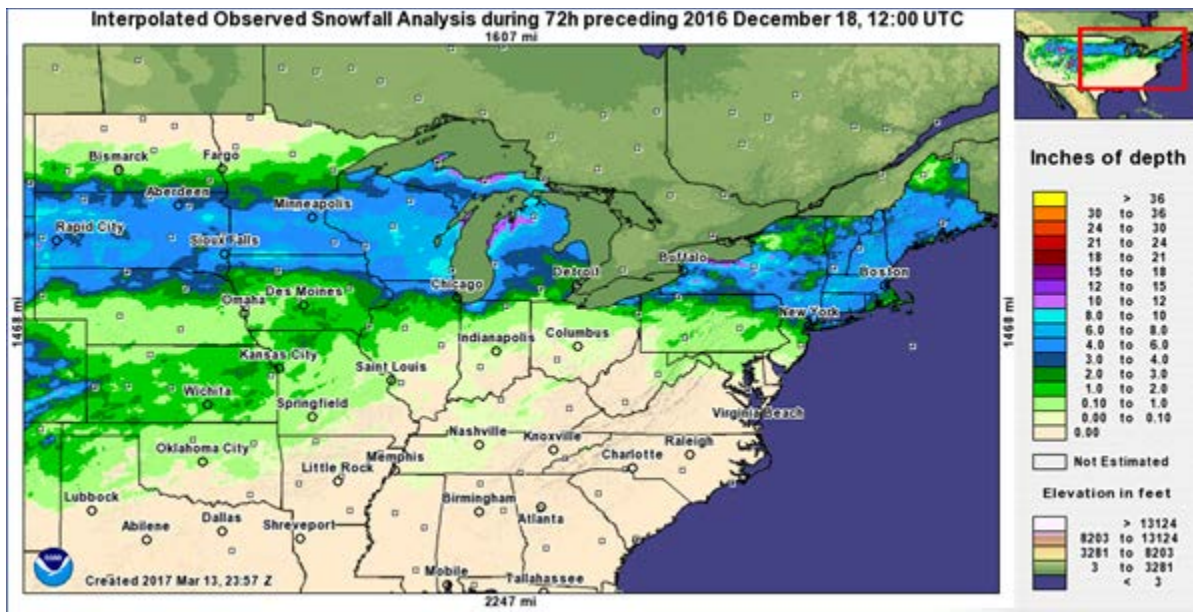 Interpolated Observed Snowfall Analysis during 72h preceding 2016 December 18, 12:00 UTC
1607 mi
1468 mi
Bismarck
Fargo
Aberdeen
Minneapolis
Rapid City
Sioux Falls
Buffalo
Boston
Detroit
Chicago
Des Moines
Omaha
New York
Columbus
Indianapolis
Kansas City
Saint Louis
Wichita
Springfield
Virginia Beach
Nashville
Knoxville
Raleigh
Oklahoma City
Memphis
Charlotte
Little Rock
Lubbock
Birmingham
Atlanta
Abilene
Dallas
Shreveport
Mobile
Tallahassee
Created 2017 Mar 13, 23:57 Z
2247 mi
1468 mi
Inches of depth
> 36
30 to 36
24 to 30
21 to 24
18 to 21
15 to 18
12 to 15
10 to 12
8.0 to 10
6.0 to 8.0
4.0 to 6.0
3.0 to 4.0
2.0 to 3.0
1.0 to 2.0
0.10 to 1.0
0.00 to 0.10
0.00
Not Estimated
Elevation in feet
> 13124
8203 to 13124
3281 to 8203
3 to 3281
< 3